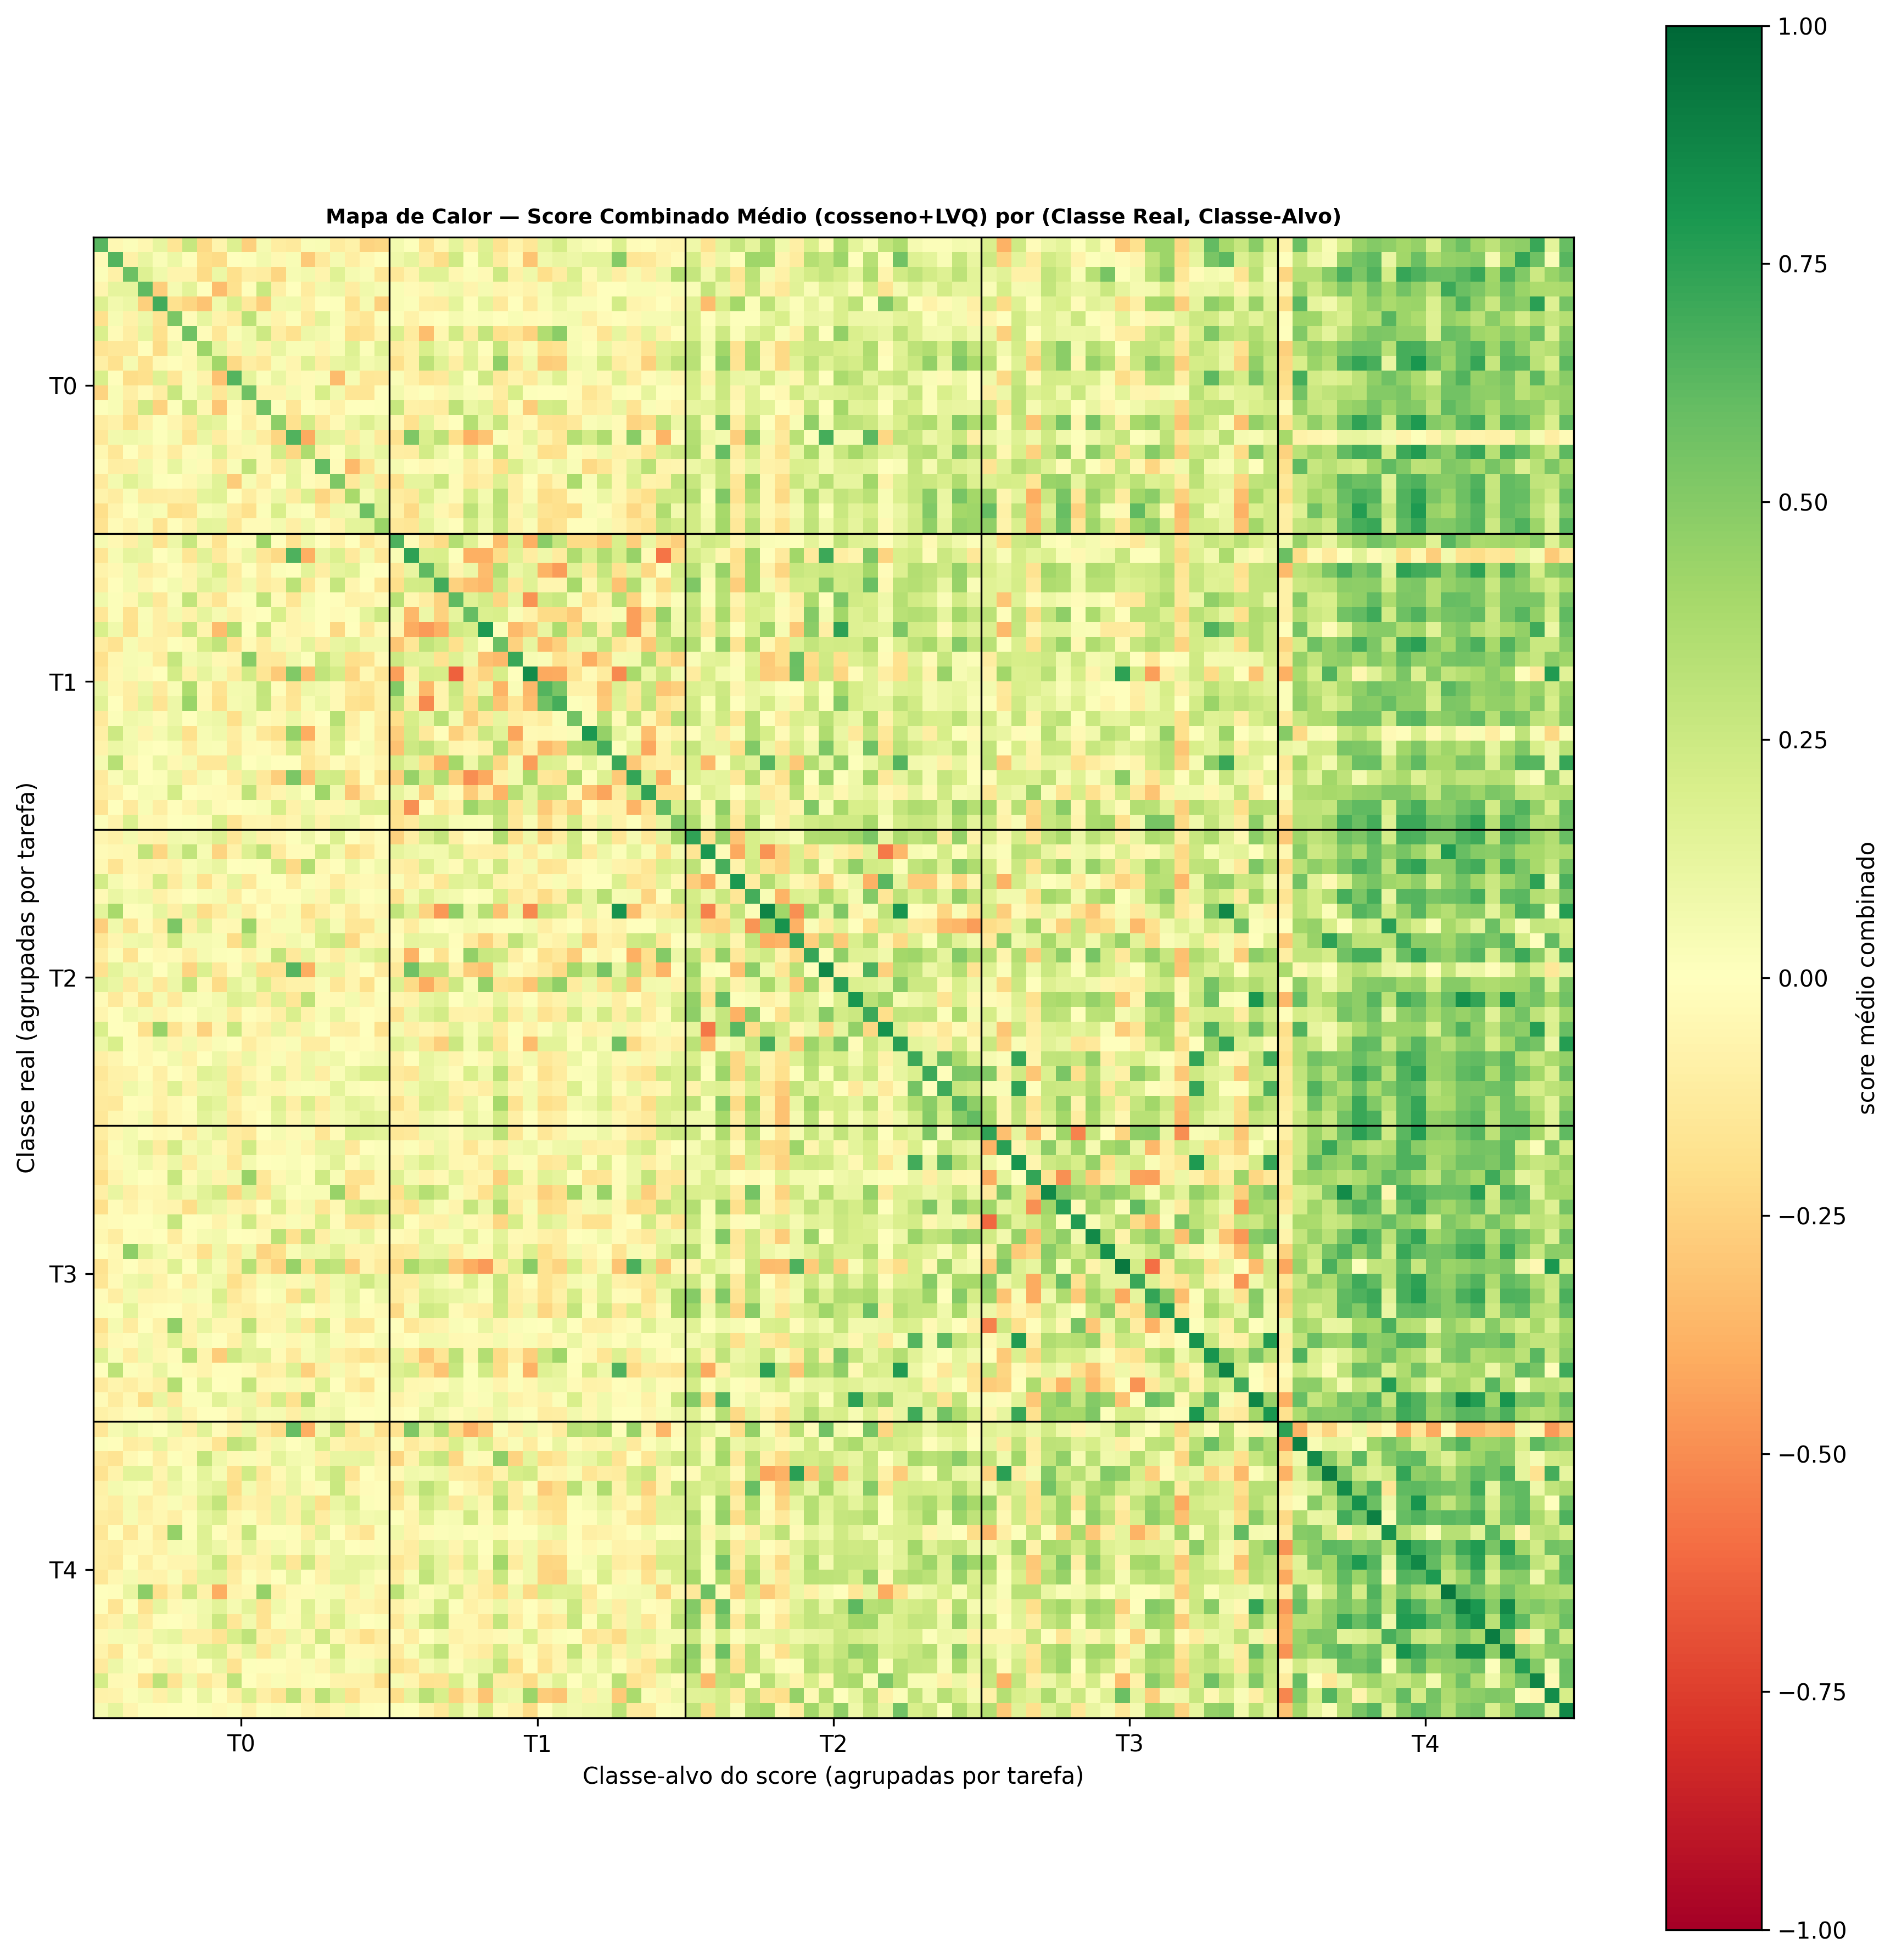 Mapa de Calor — Score Combinado Médio (cosseno+LVQ) por (Classe Real, Classe-Alvo)
Classe real (agrupadas por tarefa)
T0
T1
T2
T3
T4
T0 T1 T2 T3 T4
Classe-alvo do score (agrupadas por tarefa)
1.00
0.75
0.50
0.25
0.00
−0.25
−0.50
−0.75
−1.00
score médio combinado